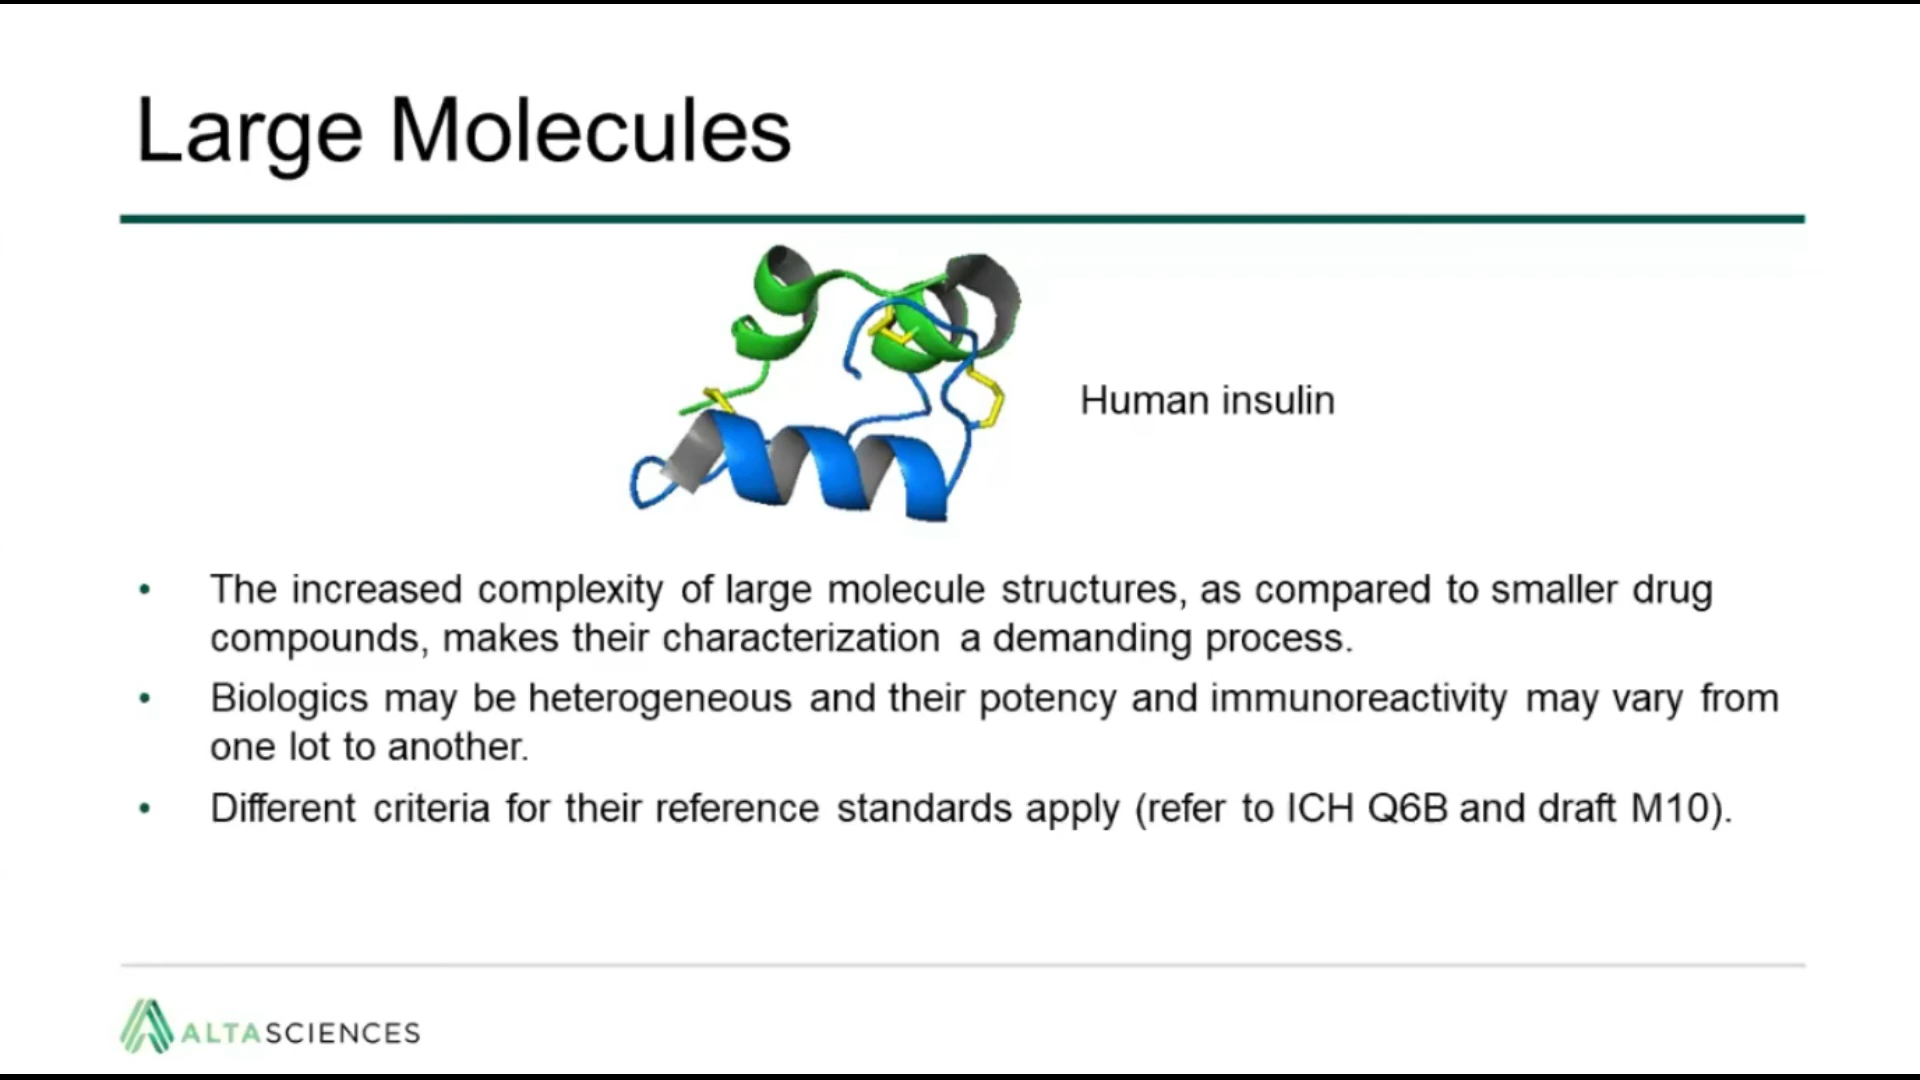 Large Molecules
Human insulin
• The increased complexity of large molecule structures, as compared to smaller drug
compounds, makes their characterization a demanding process.
• Biologics may be heterogeneous and their potency and immunoreactivity may vary from
one lot to another.
• Different criteria for their reference standards apply (refer to ICH Q6B and draft M10).
ALTASCIENCES